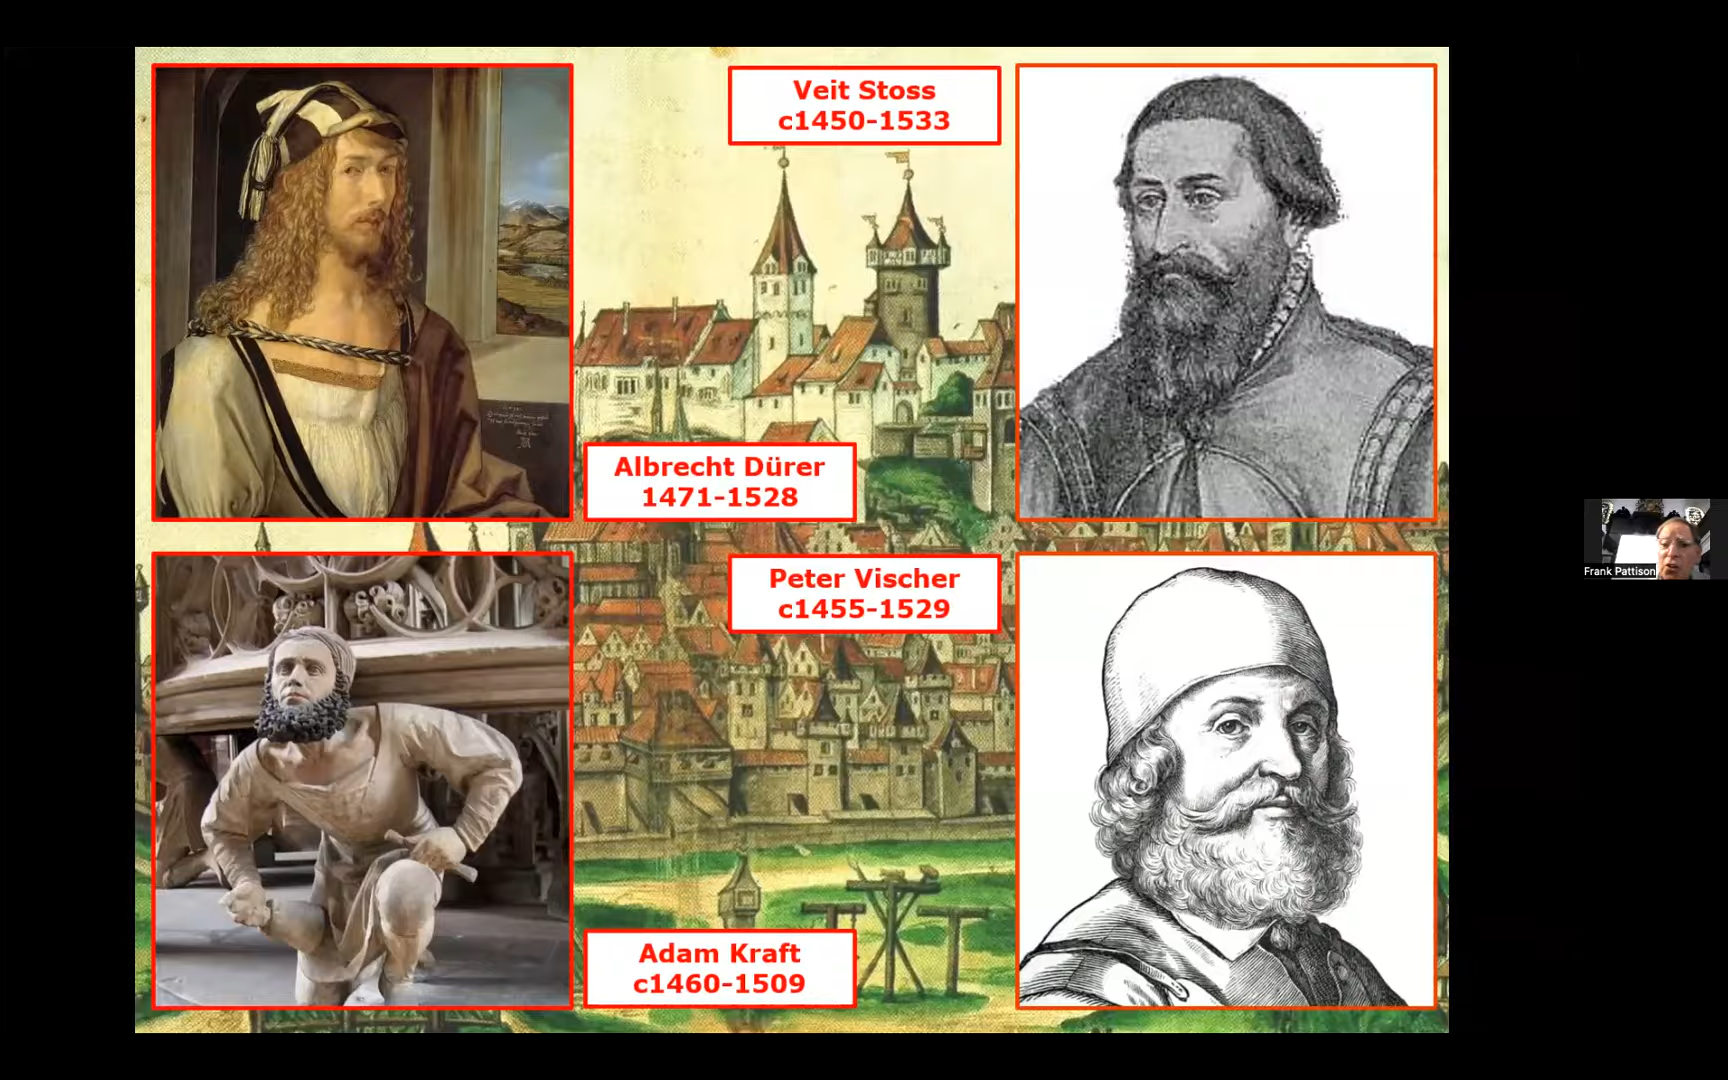 Veit Stoss
c1450-1533
Albrecht Dürer
1471-1528
Peter Vischer
c1455-1529
Adam Kraft
c1460-1509
Frank Pattison